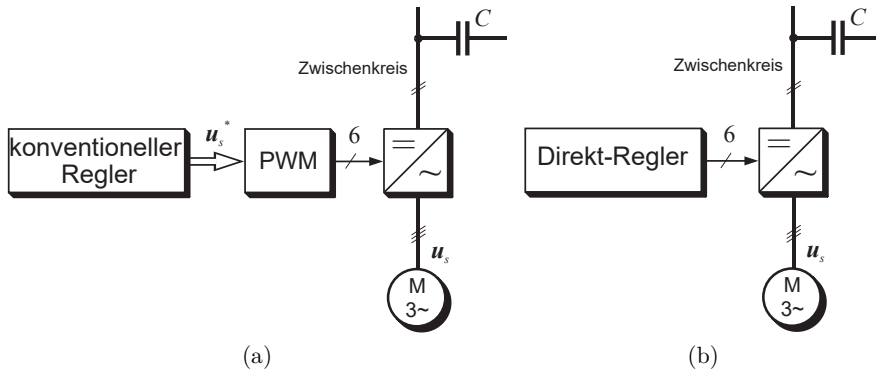 C
Zwischenkreis
konventioneller
Regler
u_s^*
PWM
6
=
~
u_s
M
3~
(a)
C
Zwischenkreis
Direkt-Regler
6
=
~
u_s
M
3~
(b)